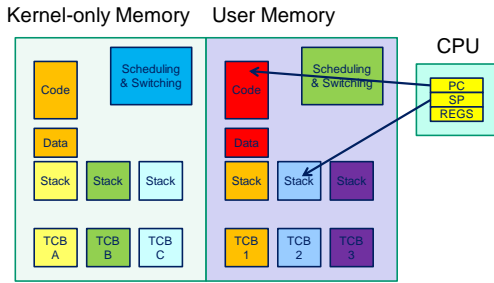 Kernel-only Memory
User Memory
CPU
Code
Scheduling
& Switching
Code
Scheduling
& Switching
PC
SP
REGS
Data
Data
Stack
Stack
Stack
Stack
Stack
Stack
TCB
A
TCB
B
TCB
C
TCB
1
TCB
2
TCB
3